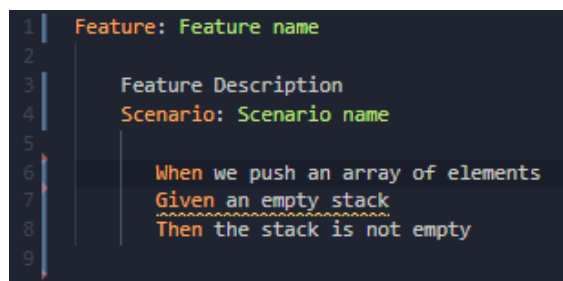 1 Feature: Feature name
2
3 Feature Description
4 Scenario: Scenario name
5
6 When we push an array of elements
7 Given an empty stack
8 Then the stack is not empty
9